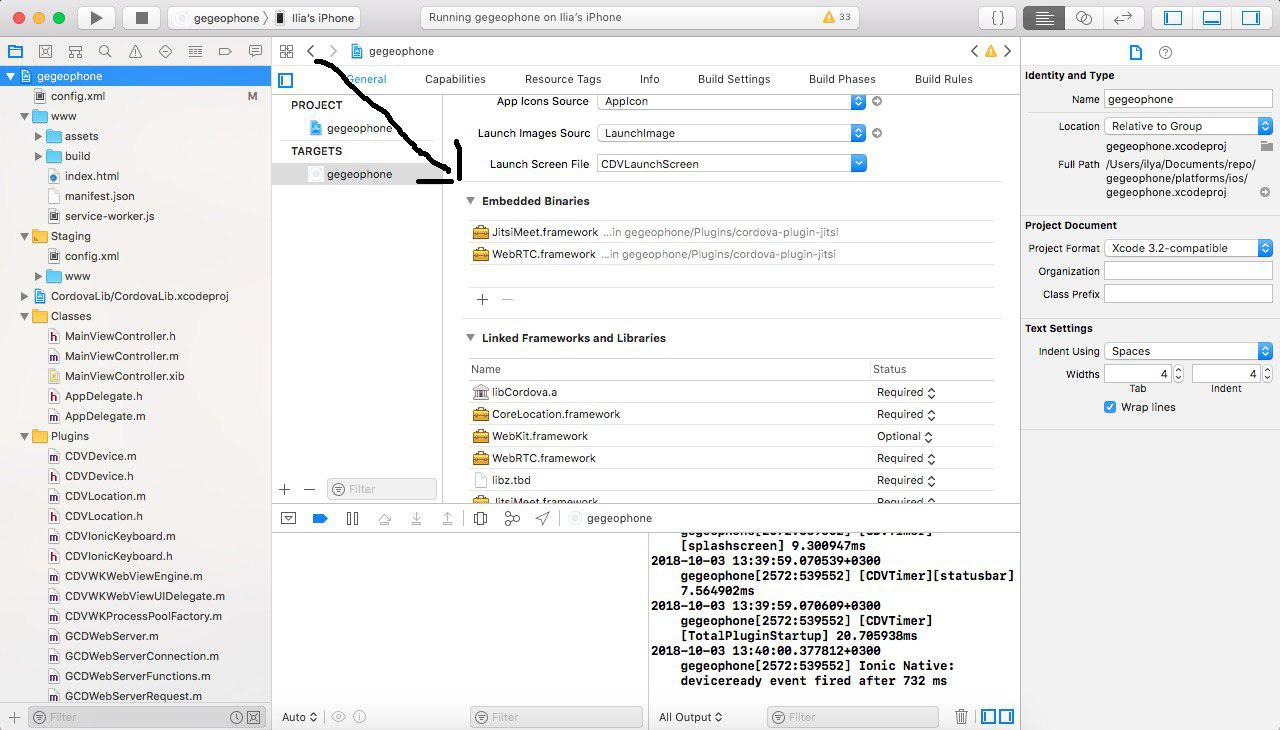 gegeophone
Ilia's iPhone
Running gegeophone on Ilia's iPhone
33
gegeophone
config.xml
M
www
assets
build
index.html
manifest.json
service-worker.js
Staging
config.xml
www
CordovaLib/CordovaLib.xcodeproj
Classes
MainViewController.h
MainViewController.m
MainViewController.xib
AppDelegate.h
AppDelegate.m
Plugins
CDVDevice.m
CDVDevice.h
CDVLocation.m
CDVLocation.h
CDVIonicKeyboard.m
CDVIonicKeyboard.h
CDVWKWebViewEngine.m
CDVWKWebViewUIDelegate.m
CDVWKProcessPoolFactory.m
GCDWebServer.m
GCDWebServerConnection.m
GCDWebServerFunctions.m
GCDWebServerRequest.m
Filter
gegeophone
General
Capabilities
Resource Tags
Info
Build Settings
Build Phases
Build Rules
PROJECT
gegeophone
TARGETS
gegeophone
Filter
App Icons Source
AppIcon
Launch Images Sourc
LaunchImage
Launch Screen File
CDVLaunchScreen
Embedded Binaries
JitsiMeet.framework ...in gegeophone/Plugins/cordova-plugin-jitsi
WebRTC.framework ...in gegeophone/Plugins/cordova-plugin-jitsi
Linked Frameworks and Libraries
Name
Status
libCordova.a
Required
CoreLocation.framework
Required
WebKit.framework
Optional
WebRTC.framework
Required
libz.tbd
Required
JitsiMeet.framework
Required
gegeophone
gegeophone[2572:539552] [CDVTimer]
[splashscreen] 9.300947ms
2018-10-03 13:39:59.070539+0300
gegeophone[2572:539552] [CDVTimer][statusbar]
7.564902ms
2018-10-03 13:39:59.070609+0300
gegeophone[2572:539552] [CDVTimer]
[TotalPluginStartup] 20.705938ms
2018-10-03 13:40:00.377812+0300
gegeophone[2572:539552] Ionic Native:
deviceready event fired after 732 ms
Auto
Filter
All Output
Filter
Identity and Type
Name
gegeophone
Location
Relative to Group
gegeophone.xcodeproj
Full Path
/Users/ilya/Documents/repo/
gegeophone/platforms/ios/
gegeophone.xcodeproj
Project Document
Project Format
Xcode 3.2-compatible
Organization
Class Prefix
Text Settings
Indent Using
Spaces
Widths
4
4
Tab
Indent
Wrap lines